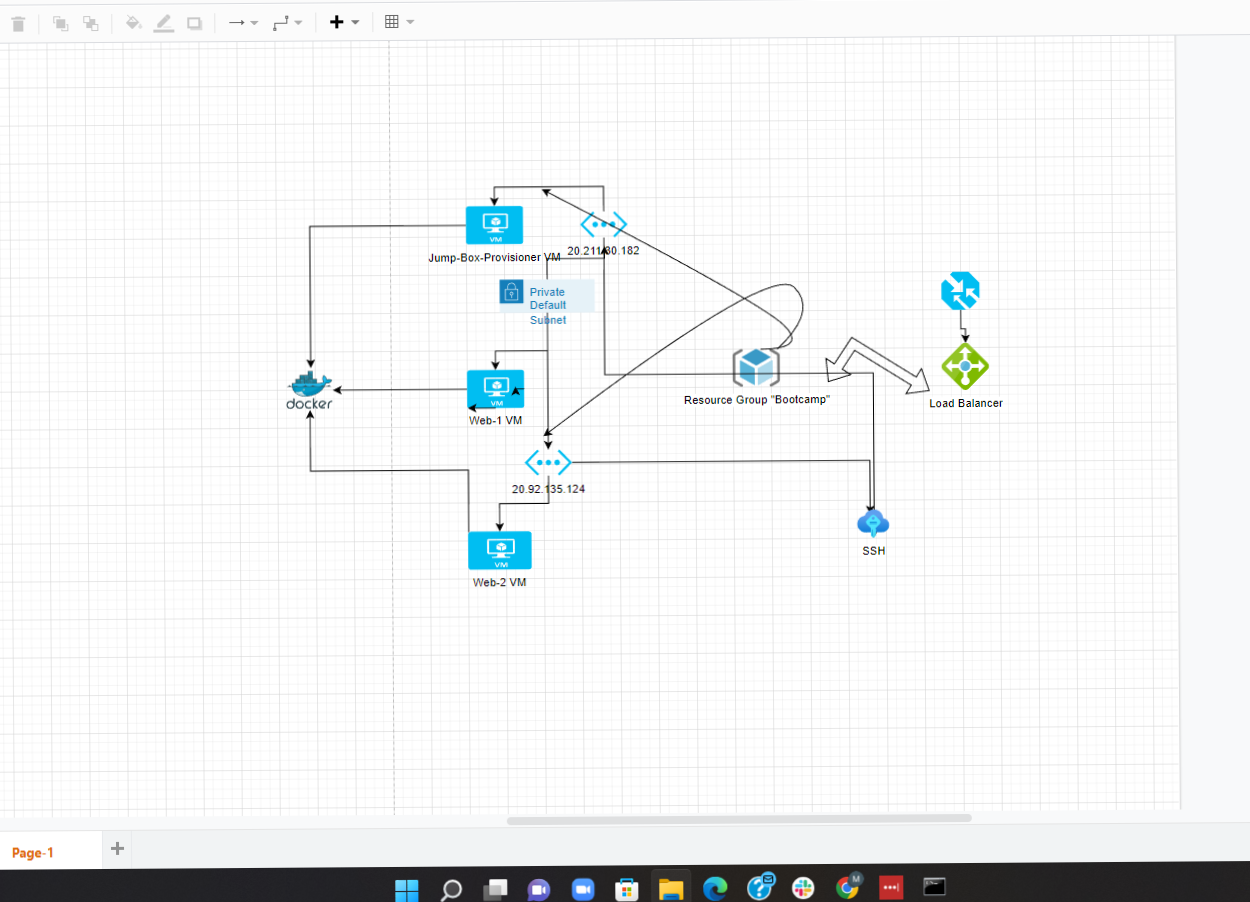 VM
Jump-Box-Provisioner VM
20.211.30.182
Private
Default
Subnet
docker
VM
Web-1 VM
Resource Group "Bootcamp"
Load Balancer
20.92.135.124
VM
Web-2 VM
SSH
Page-1
M